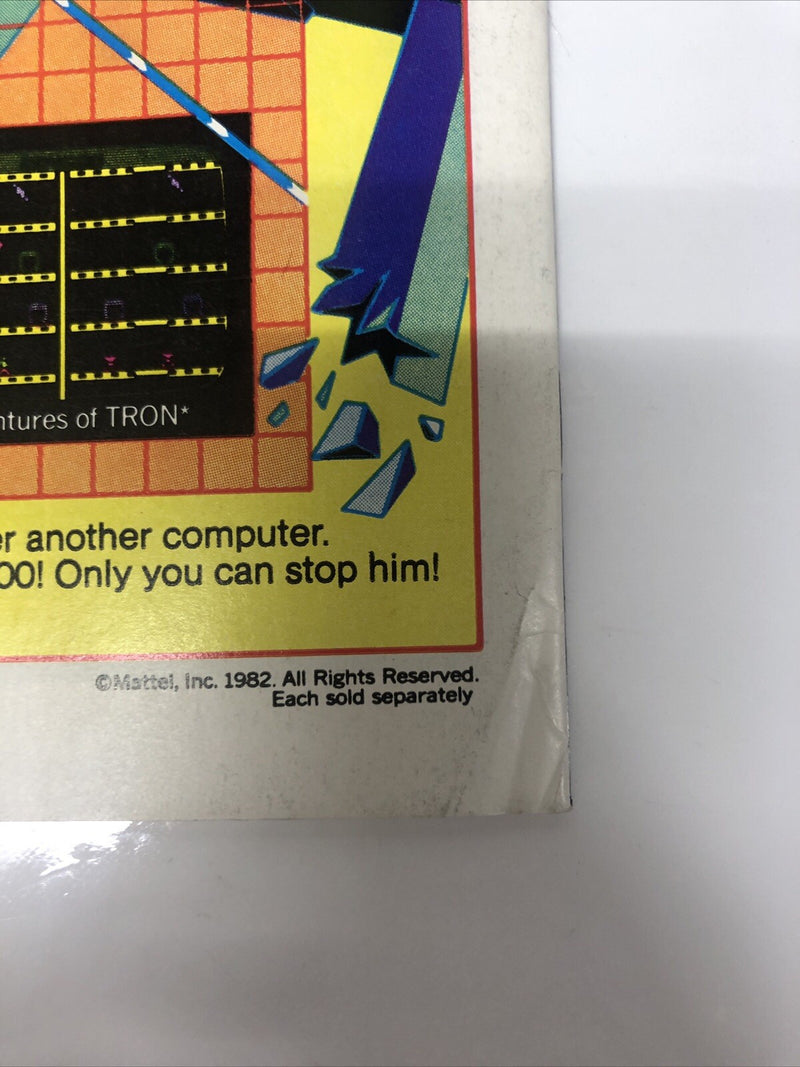 ntures of TRON*
er another computer.
00! Only you can stop him!
©Mattel, Inc. 1982. All Rights Reserved.
Each sold separately